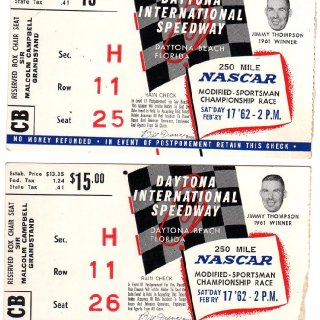 State Tax .41
RESERVED BOX CHAIR SEAT
SIR
MALCOLM CAMPBELL
GRANDSTAND
CB
Sec. H
Row 11
Seat 25
DAYTONA
INTERNATIONAL
SPEEDWAY
DAYTONA BEACH
FLORIDA
RAIN CHECK
JIMMY THOMPSON
1961 WINNER
250 MILE
NASCAR
MODIFIED-SPORTSMAN
CHAMPIONSHIP RACE
SAT'DAY FEB'RY 17 '62 - 2 P.M.
NO MONEY REFUNDED • IN EVENT OF POSTPONEMENT RETAIN THIS CHECK •
Estab. Price $13.35
Fed. Tax 1.24
State Tax .41
$15.00
RESERVED BOX CHAIR SEAT
SIR
MALCOLM CAMPBELL
GRANDSTAND
CB
Sec. H
Row 11
Seat 26
DAYTONA
INTERNATIONAL
SPEEDWAY
DAYTONA BEACH
FLORIDA
RAIN CHECK
JIMMY THOMPSON
1961 WINNER
250 MILE
NASCAR
MODIFIED-SPORTSMAN
CHAMPIONSHIP RACE
SAT'DAY FEB'RY 17 '62 - 2 P.M.